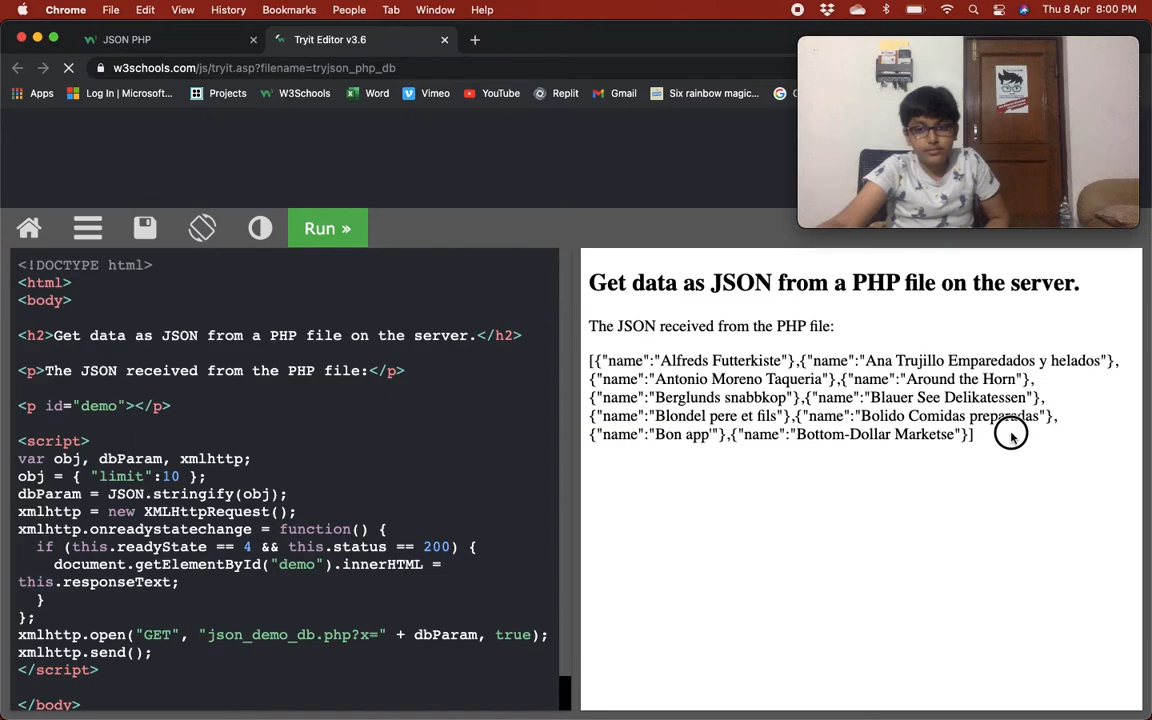 Chrome File Edit View History Bookmarks People Tab Window Help Thu 8 Apr 8:00 PM
JSON PHP Tryit Editor v3.6
w3schools.com/js/tryit.asp?filename=tryjson_php_db
Apps Log In | Microsoft... Projects W3Schools Word Vimeo YouTube Replit Gmail Six rainbow magic...
Run »
<!DOCTYPE html>
<html>
<body>
<h2>Get data as JSON from a PHP file on the server.</h2>
<p>The JSON received from the PHP file:</p>
<p id="demo"></p>
<script>
var obj, dbParam, xmlhttp;
obj = { "limit":10 };
dbParam = JSON.stringify(obj);
xmlhttp = new XMLHttpRequest();
xmlhttp.onreadystatechange = function() {
if (this.readyState == 4 && this.status == 200) {
document.getElementById("demo").innerHTML =
this.responseText;
}
};
xmlhttp.open("GET", "json_demo_db.php?x=" + dbParam, true);
xmlhttp.send();
</script>
</body>
Get data as JSON from a PHP file on the server.
The JSON received from the PHP file:
[{"name":"Alfreds Futterkiste"},{"name":"Ana Trujillo Emparedados y helados"},
{"name":"Antonio Moreno Taqueria"},{"name":"Around the Horn"},
{"name":"Berglunds snabbkop"},{"name":"Blauer See Delikatessen"},
{"name":"Blondel pere et fils"},{"name":"Bolido Comidas preparadas"},
{"name":"Bon app'"},{"name":"Bottom-Dollar Marketse"}]